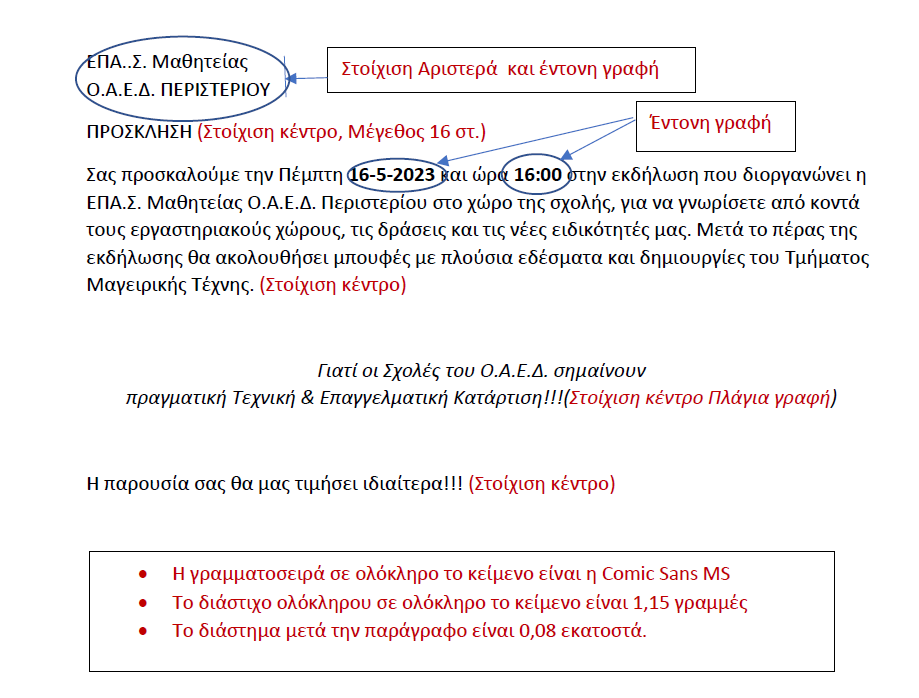 ΕΠΑ..Σ. Μαθητείας
Ο.Α.Ε.Δ. ΠΕΡΙΣΤΕΡΙΟΥ
Στοίχιση Αριστερά και έντονη γραφή
Έντονη γραφή
ΠΡΟΣΚΛΗΣΗ (Στοίχιση κέντρο, Μέγεθος 16 στ.)
Σας προσκαλούμε την Πέμπτη 16-5-2023 και ώρα 16:00 στην εκδήλωση που διοργανώνει η
ΕΠΑ.Σ. Μαθητείας Ο.Α.Ε.Δ. Περιστερίου στο χώρο της σχολής, για να γνωρίσετε από κοντά
τους εργαστηριακούς χώρους, τις δράσεις και τις νέες ειδικότητές μας. Μετά το πέρας της
εκδήλωσης θα ακολουθήσει μπουφές με πλούσια εδέσματα και δημιουργίες του Τμήματος
Μαγειρικής Τέχνης. (Στοίχιση κέντρο)
Γιατί οι Σχολές του Ο.Α.Ε.Δ. σημαίνουν
πραγματική Τεχνική & Επαγγελματική Κατάρτιση!!!(Στοίχιση κέντρο Πλάγια γραφή)
Η παρουσία σας θα μας τιμήσει ιδιαίτερα!!! (Στοίχιση κέντρο)
• Η γραμματοσειρά σε ολόκληρο το κείμενο είναι η Comic Sans MS
• Το διάστιχο ολόκληρου σε ολόκληρο το κείμενο είναι 1,15 γραμμές
• Το διάστημα μετά την παράγραφο είναι 0,08 εκατοστά.